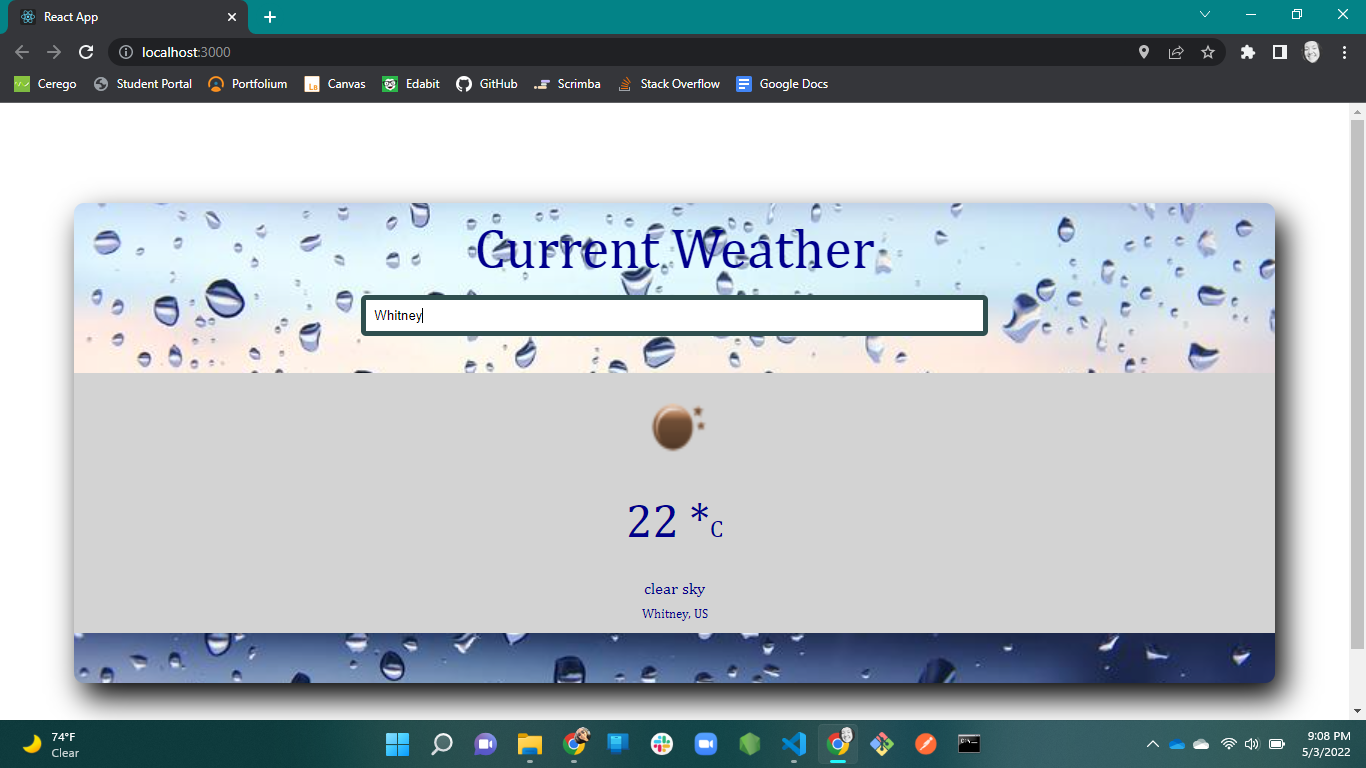 React App
localhost:3000
Cerego Student Portal Portfolium Canvas Edabit GitHub Scrimba Stack Overflow Google Docs
Current Weather
Whitney
22 *C
clear sky
Whitney, US
74°F
Clear
9:08 PM
5/3/2022